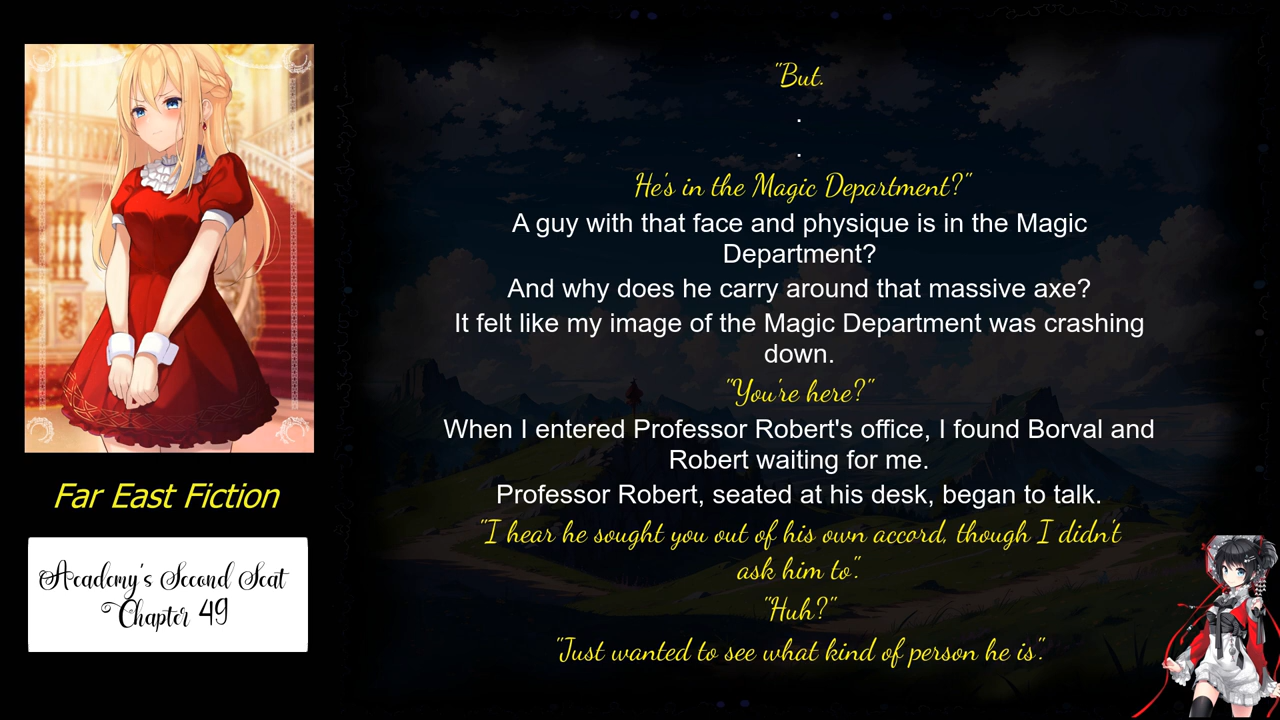 "But.
.
.
He's in the Magic Department?"
A guy with that face and physique is in the Magic
Department?
And why does he carry around that massive axe?
It felt like my image of the Magic Department was crashing
down.
"You're here?"
When I entered Professor Robert's office, I found Borval and
Robert waiting for me.
Professor Robert, seated at his desk, began to talk.
"I hear he sought you out of his own accord, though I didn't
ask him to".
"Huh?"
"Just wanted to see what kind of person he is".
Far East Fiction
Academy's Second Seat
Chapter 49